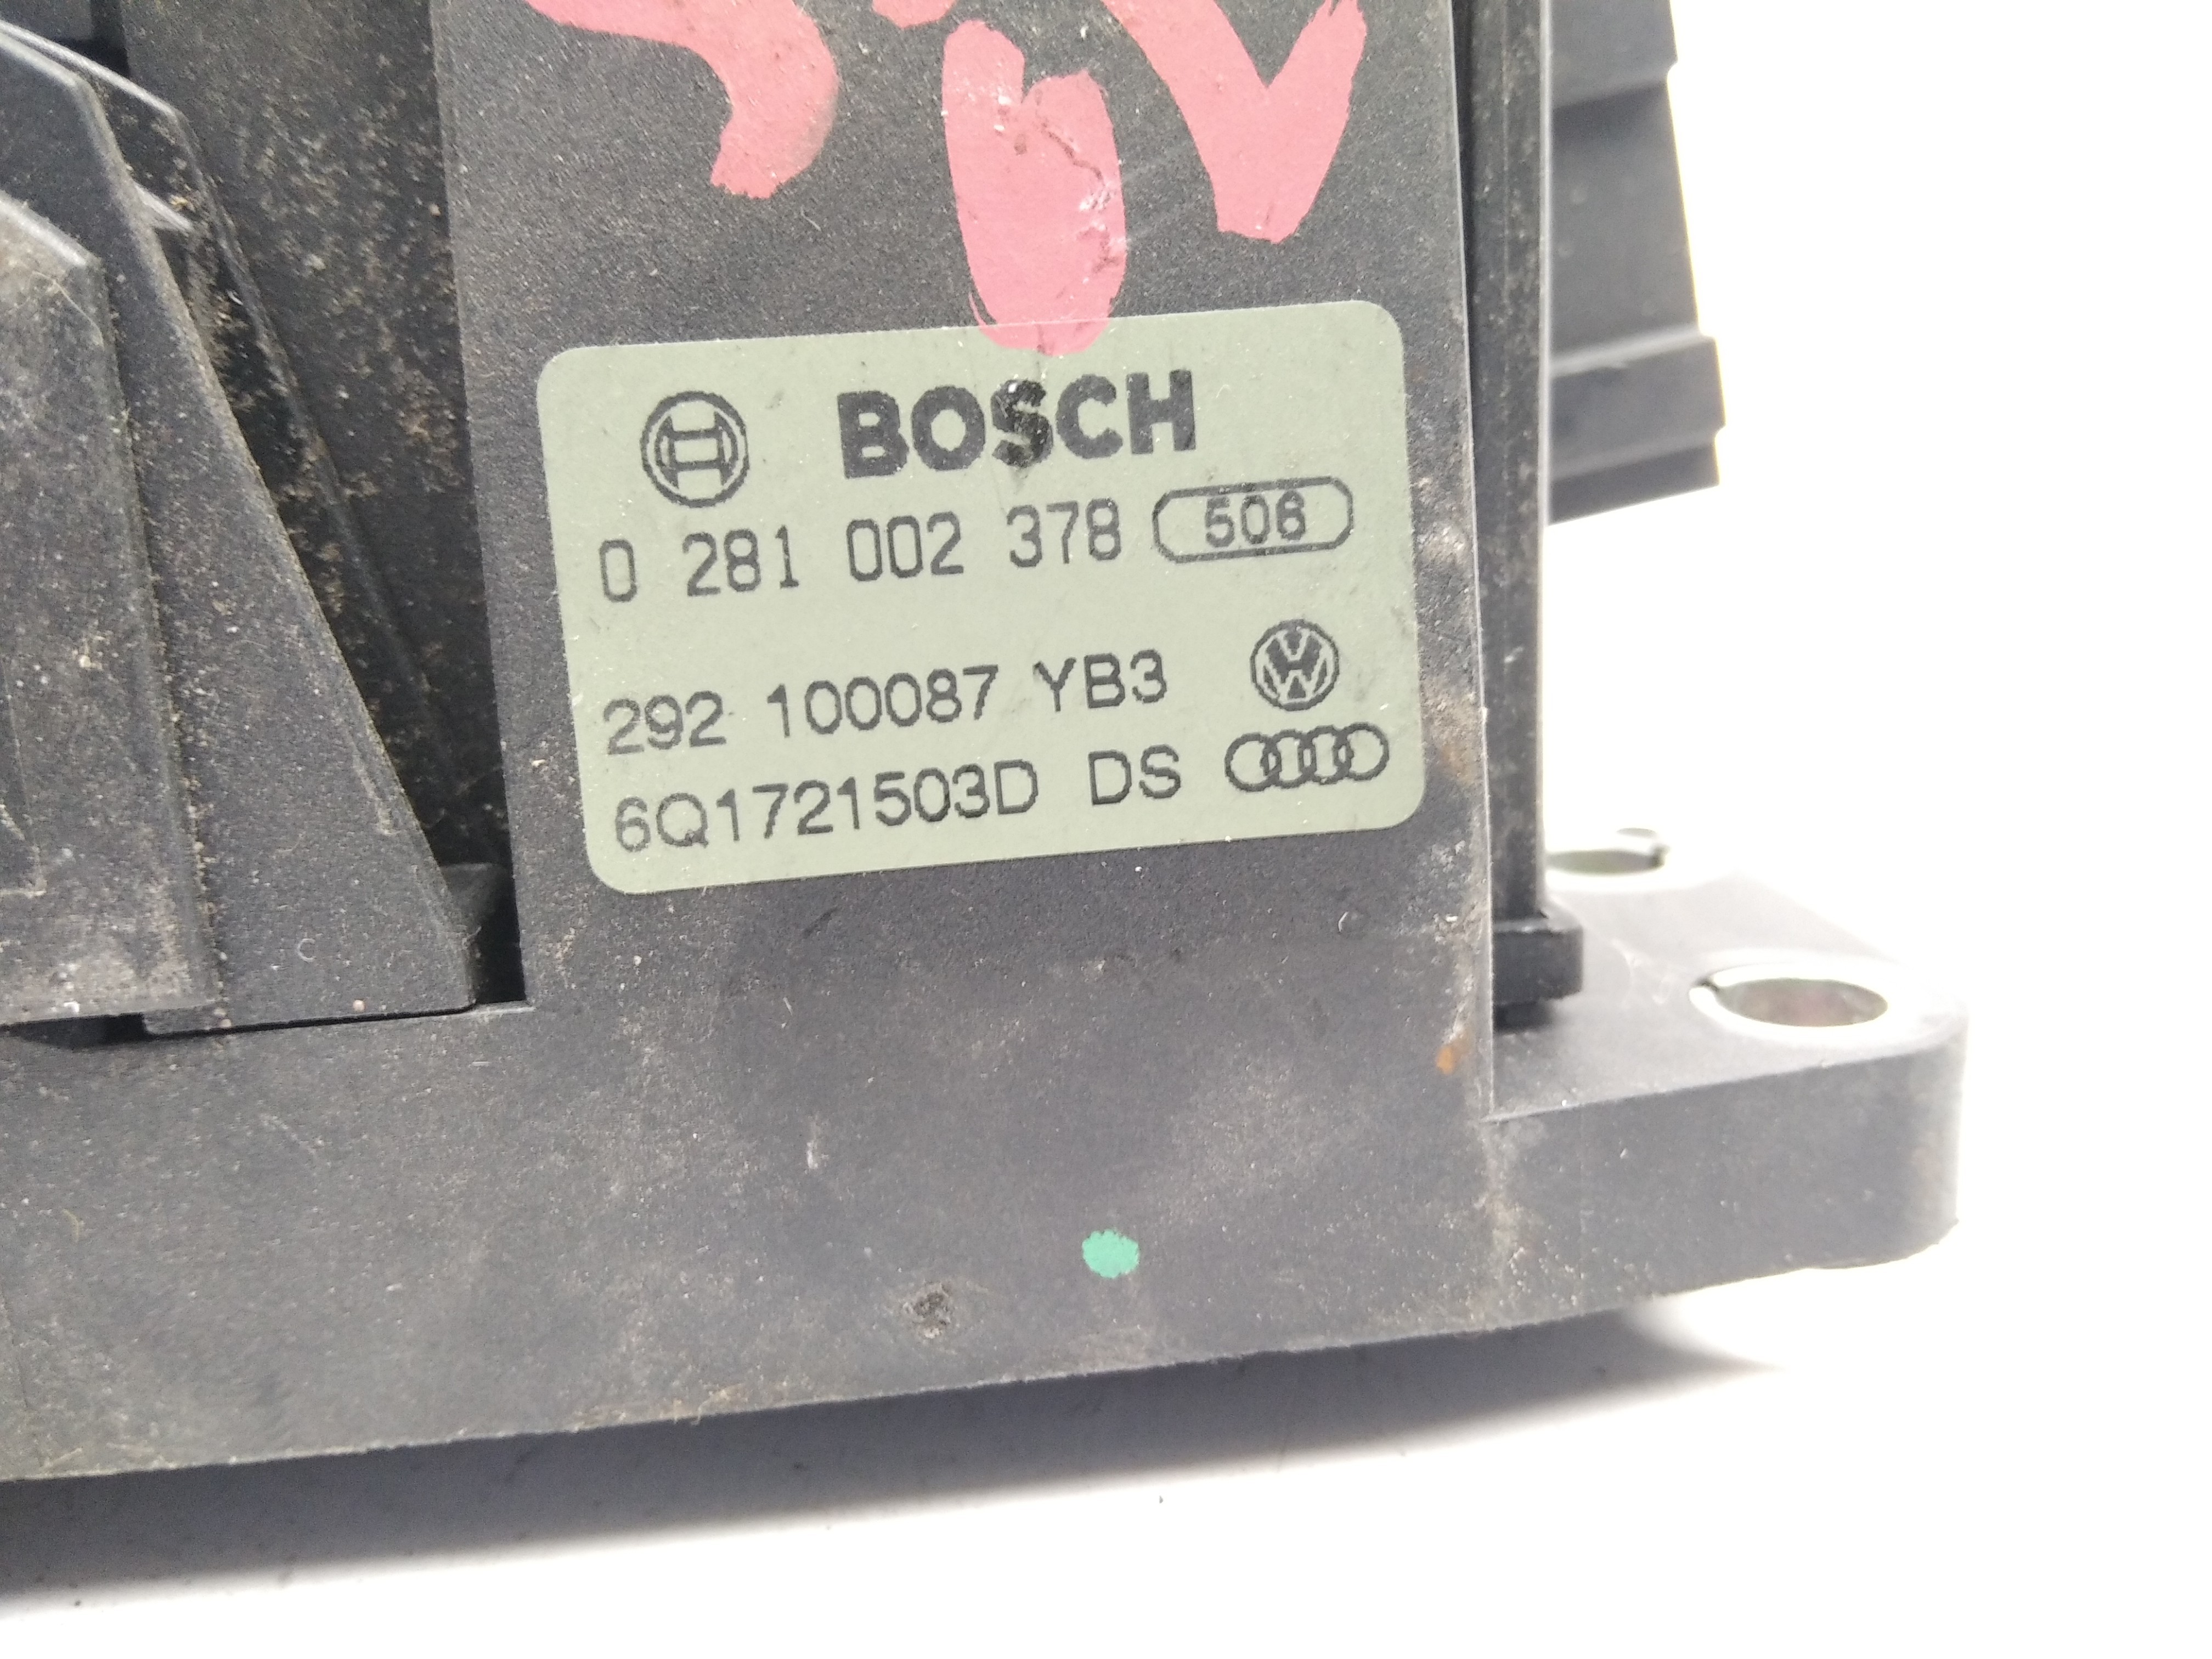 BOSCH
0 281 002 378 506
292 100087 YB3
6Q1721503D DS